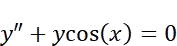 y″ + ycos(x) = 0